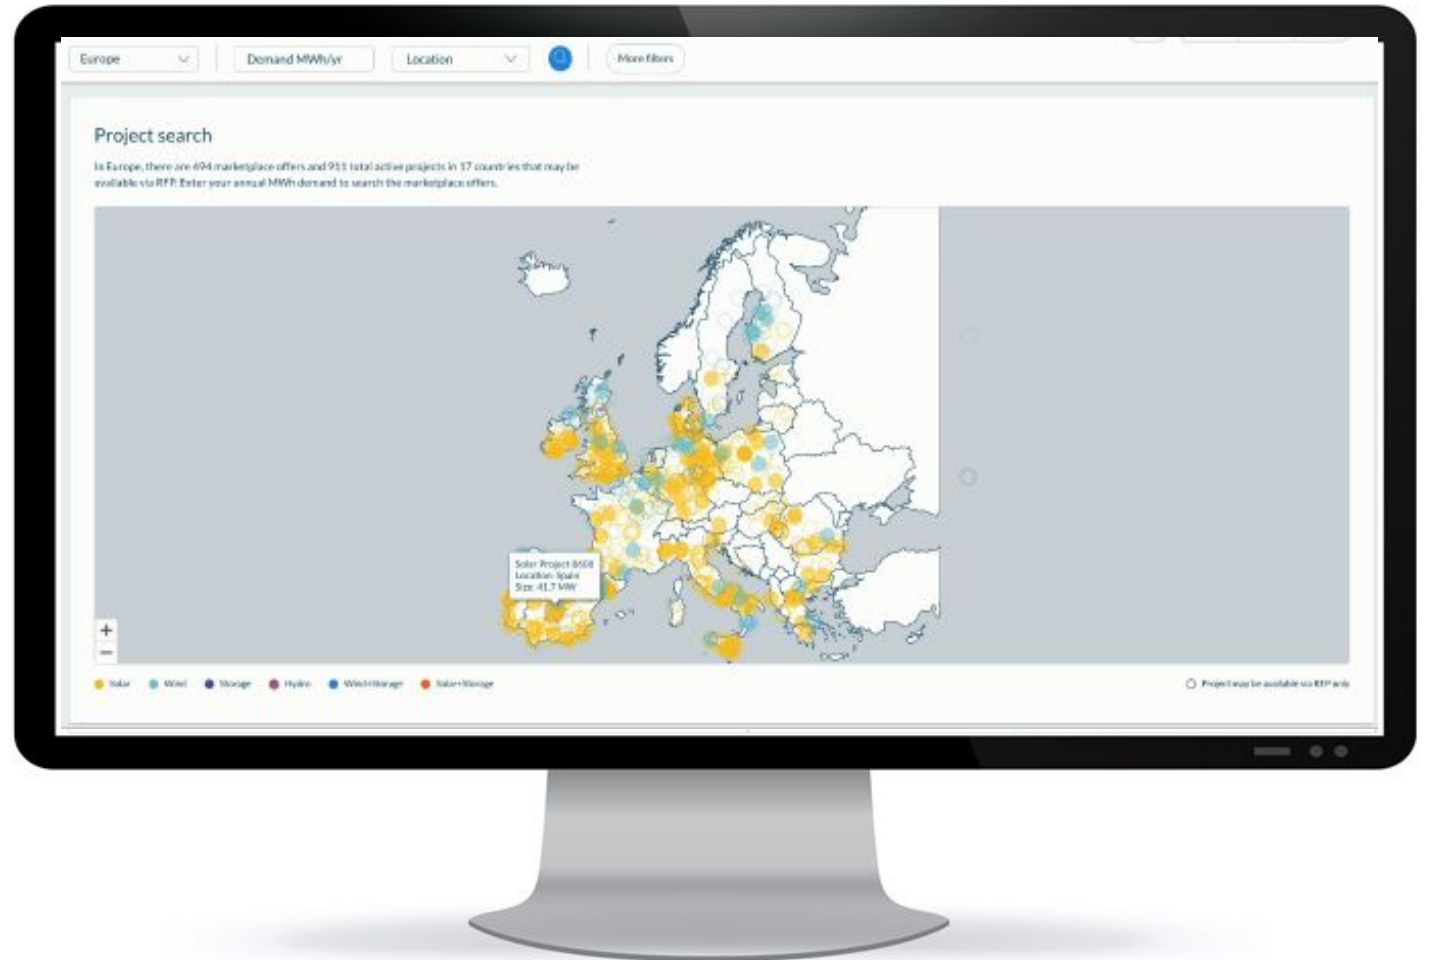 Europe
Demand MWh/yr
Location
More filters
Project search
In Europe, there are 494 marketplace offers and 911 total active projects in 17 countries that may be
available via RFP. Enter your annual MWh demand to search the marketplace offers.
Solar Project 8608
Location: Spain
Size: 41.7 MW
+
−
Solar
Wind
Storage
Hydro
Wind+Storage
Solar+Storage
Project may be available via RFP only